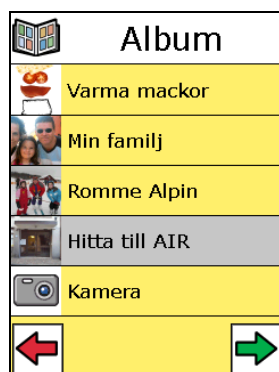 Album
Varma mackor
Min familj
Romme Alpin
Hitta till AIR
Kamera